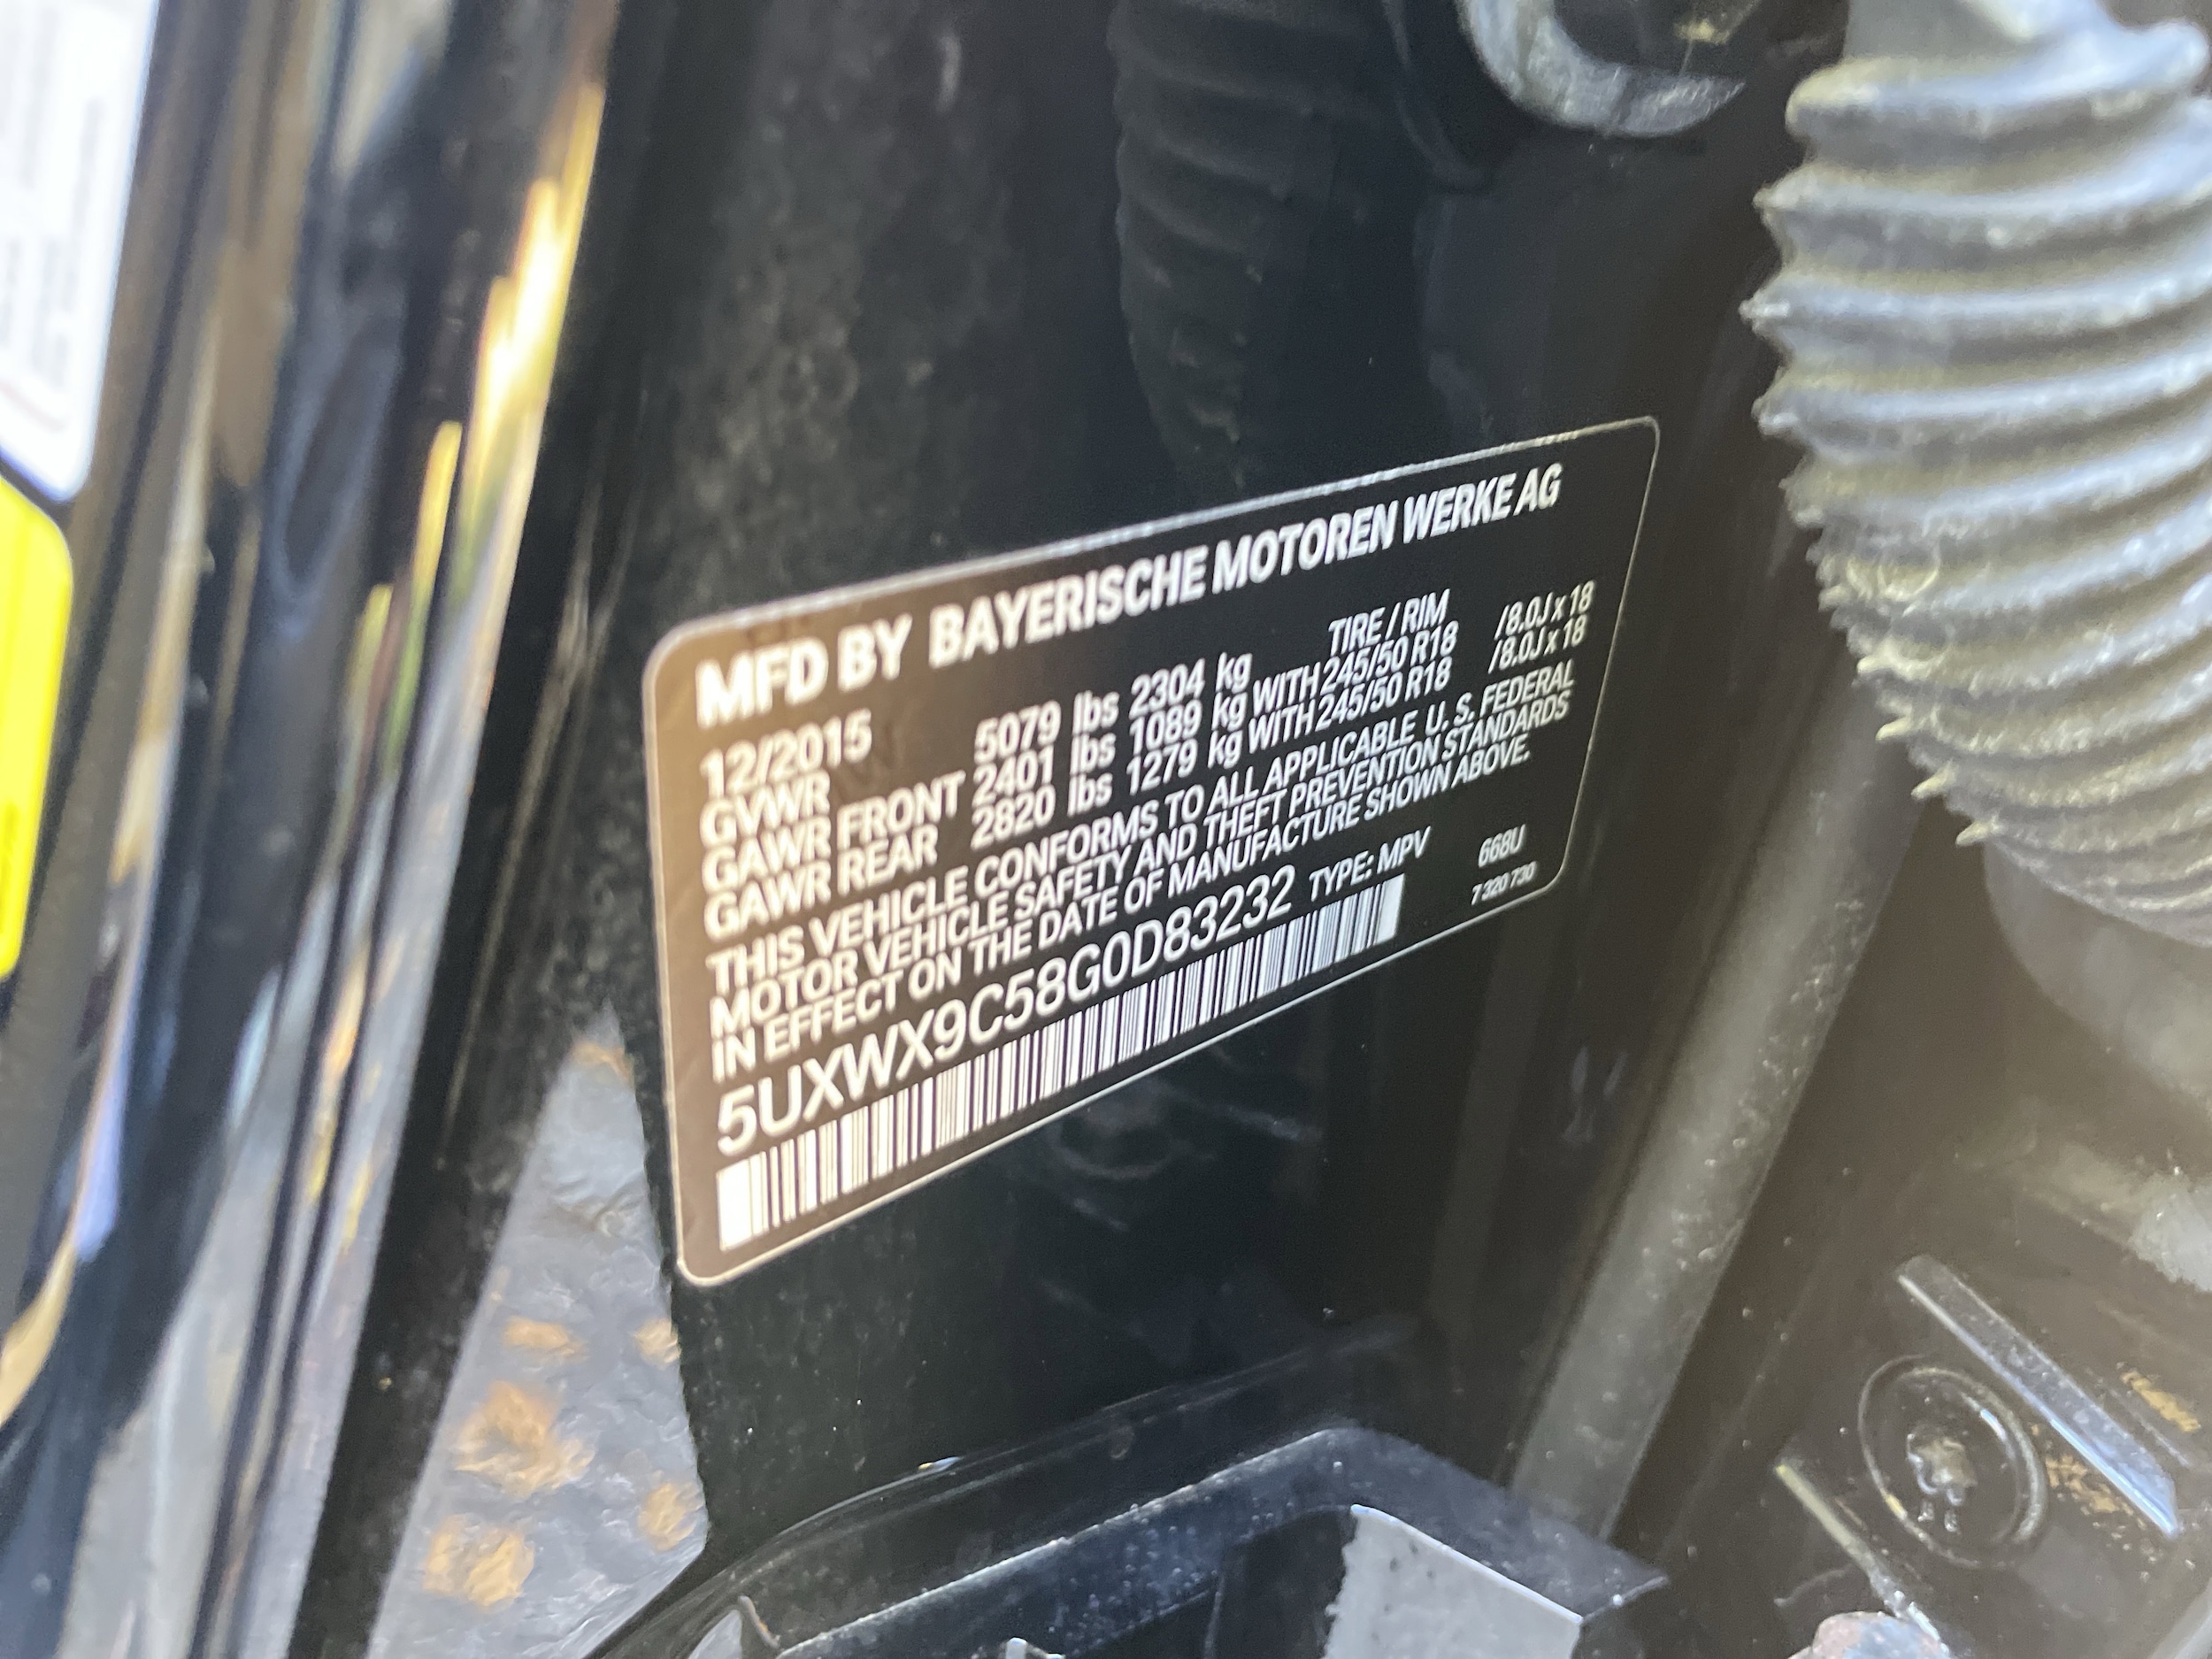 MFD BY BAYERISCHE MOTOREN WERKE AG
12/2015
TIRE / RIM
GVWR 5079 lbs 2304 kg
GAWR FRONT 2401 lbs 1089 kg WITH 245/50 R18 /8.0J x 18
GAWR REAR 2820 lbs 1279 kg WITH 245/50 R18 /8.0J x 18
THIS VEHICLE CONFORMS TO ALL APPLICABLE U. S. FEDERAL
MOTOR VEHICLE SAFETY AND THEFT PREVENTION STANDARDS
IN EFFECT ON THE DATE OF MANUFACTURE SHOWN ABOVE.
5UXWX9C58G0D83232 TYPE: MPV 668U
7 320 730